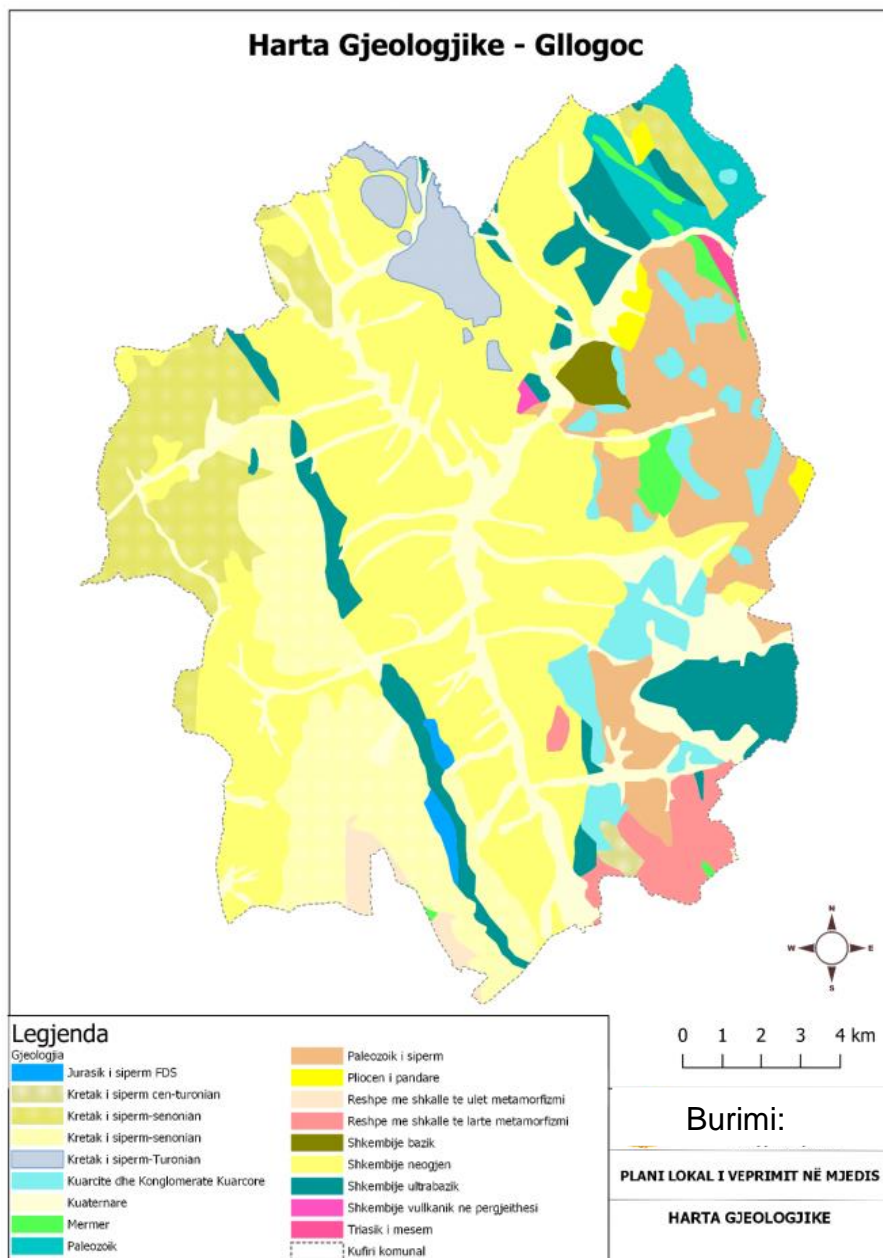 Harta Gjeologjike - Gllogoc
N
W E
S
Legjenda
Gjeologjia
Jurasik i siperm FDS
Kretak i siperm cen-turonian
Kretak i siperm-senonian
Kretak i siperm-senonian
Kretak i siperm-Turonian
Kuarcite dhe Konglomerate Kuarcore
Kuaternare
Mermer
Paleozoik
Paleozoik i siperm
Pliocen i pandare
Reshpe me shkalle te ulet metamorfizmi
Reshpe me shkalle te larte metamorfizmi
Shkembije bazik
Shkembije neogjen
Shkembije ultrabazik
Shkembije vullkanik ne pergjeithesi
Triasik i mesem
Kufiri komunal
0 1 2 3 4 km
Burimi:
PLANI LOKAL I VEPRIMIT NË MJEDIS
HARTA GJEOLOGJIKE